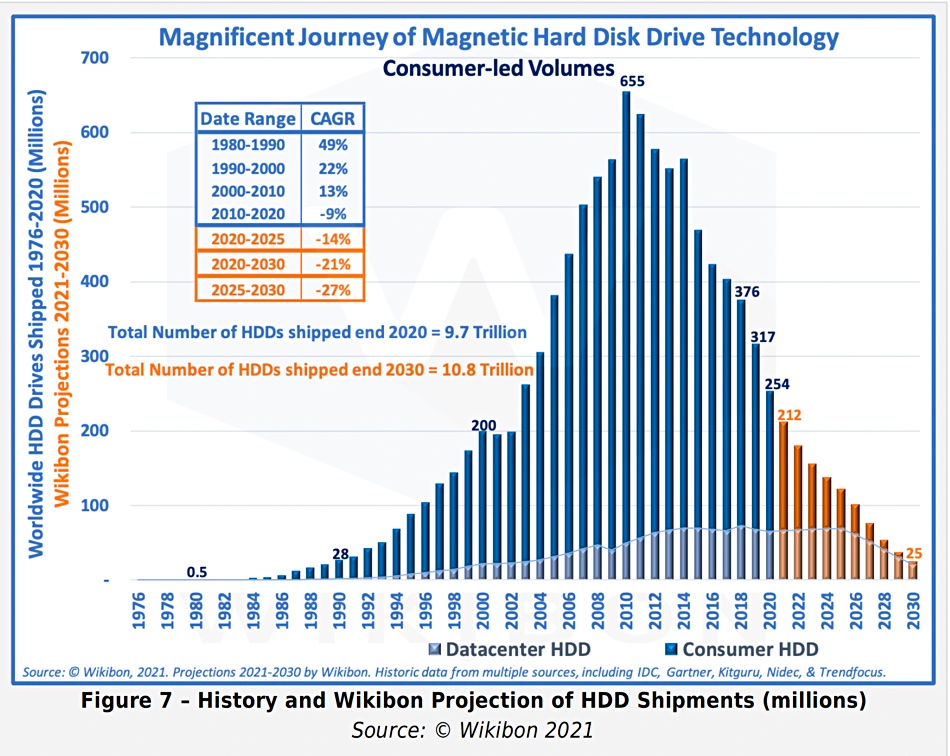 Magnificent Journey of Magnetic Hard Disk Drive Technology
Consumer-led Volumes
Worldwide HDD Drives Shipped 1976-2020 (Millions)
Wikibon Projections 2021-2030 (Millions)
700
600
500
400
300
200
100
-
Date Range CAGR
1980-1990 49%
1990-2000 22%
2000-2010 13%
2010-2020 -9%
2020-2025 -14%
2020-2030 -21%
2025-2030 -27%
Total Number of HDDs shipped end 2020 = 9.7 Trillion
Total Number of HDDs shipped end 2030 = 10.8 Trillion
0.5
28
200
655
376
317
254
212
25
1976 1978 1980 1982 1984 1986 1988 1990 1992 1994 1996 1998 2000 2002 2004 2006 2008 2010 2012 2014 2016 2018 2020 2022 2024 2026 2028 2030
WIKIBON
Datacenter HDD Consumer HDD
Source: © Wikibon, 2021. Projections 2021-2030 by Wikibon. Historic data from multiple sources, including IDC, Gartner, Kitguru, Nidec, & Trendfocus.
Figure 7 – History and Wikibon Projection of HDD Shipments (millions)
Source: © Wikibon 2021